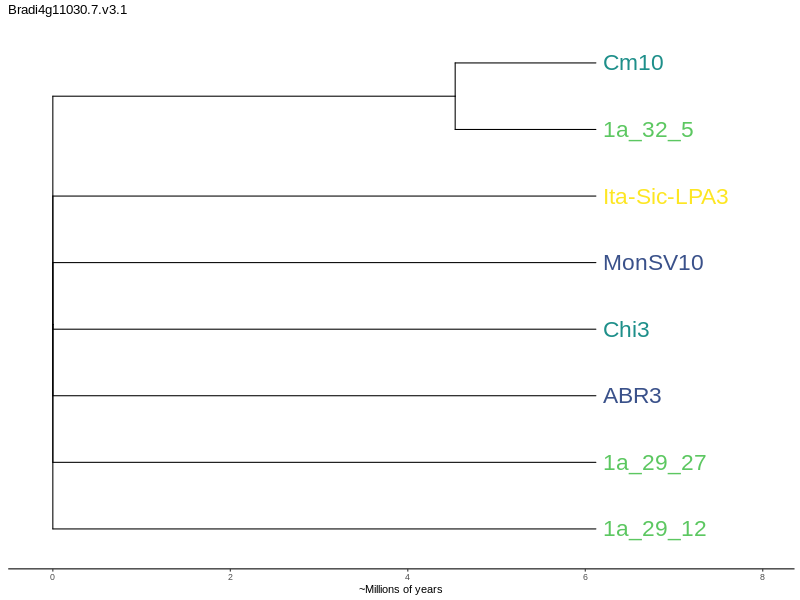 Bradi4g11030.7.v3.1
Cm10
1a_32_5
Ita-Sic-LPA3
MonSV10
Chi3
ABR3
1a_29_27
1a_29_12
0 2 4 6 8
~Millions of years